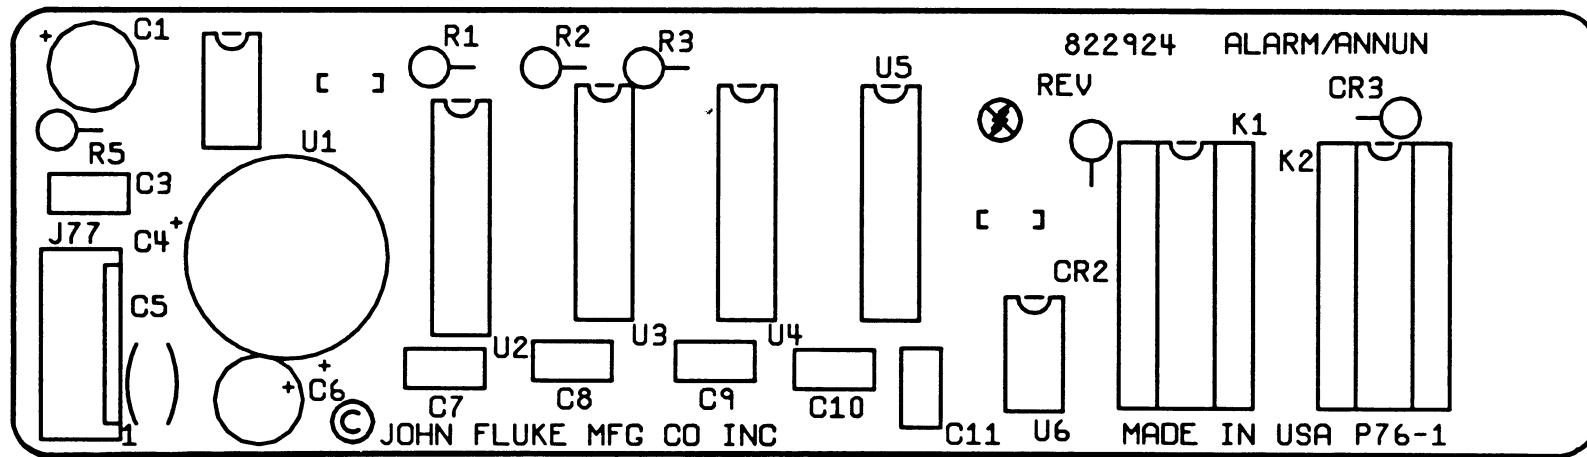 C1
R1
R2
R3
822924 ALARM/ANNUN
U5
REV
CR3
K1
U1
R5
K2
C3
J77
C4
CR2
C5
U2
U3
U4
C6
C7
C8
C9
C10
C11
U6
1
© JOHN FLUKE MFG CO INC
MADE IN USA P76-1